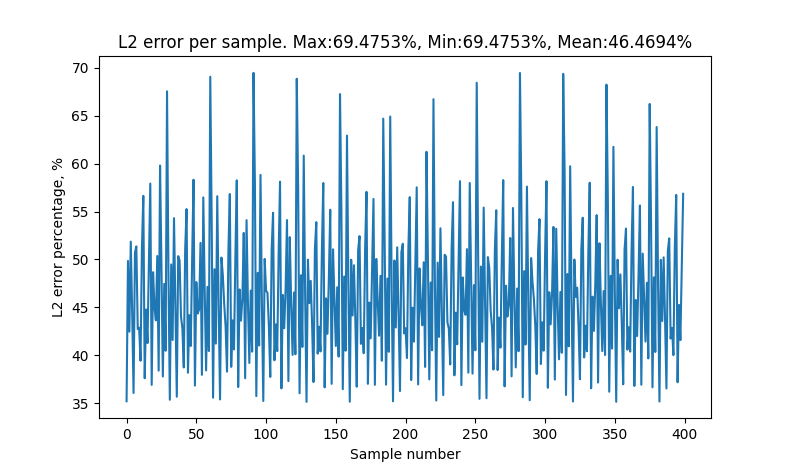 L2 error per sample. Max:69.4753%, Min:69.4753%, Mean:46.4694%
70
65
60
55
50
45
40
35
L2 error percentage, %
0 50 100 150 200 250 300 350 400
Sample number